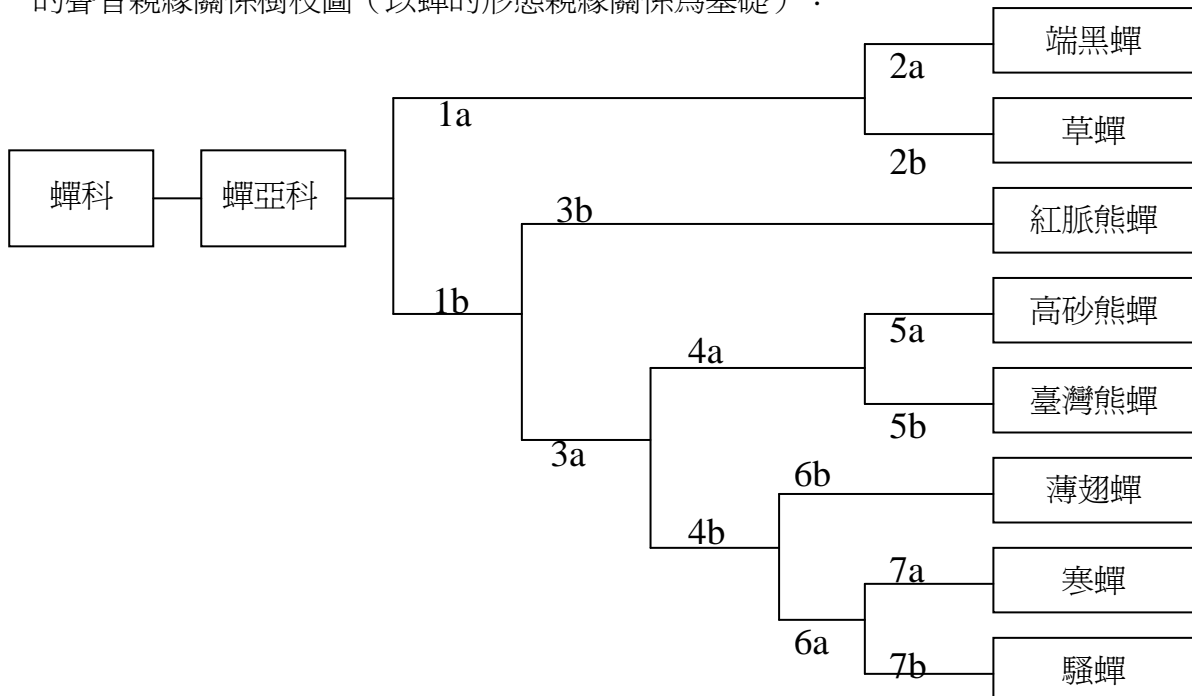 的聲音親緣關係樹枝圖（以蟬的形態親緣關係為基礎）：
端黑蟬
2a
1a
草蟬
2b
蟬科
蟬亞科
3b
紅脈熊蟬
1b
高砂熊蟬
5a
4a
臺灣熊蟬
5b
3a
6b
薄翅蟬
4b
7a
寒蟬
6a
7b
騷蟬